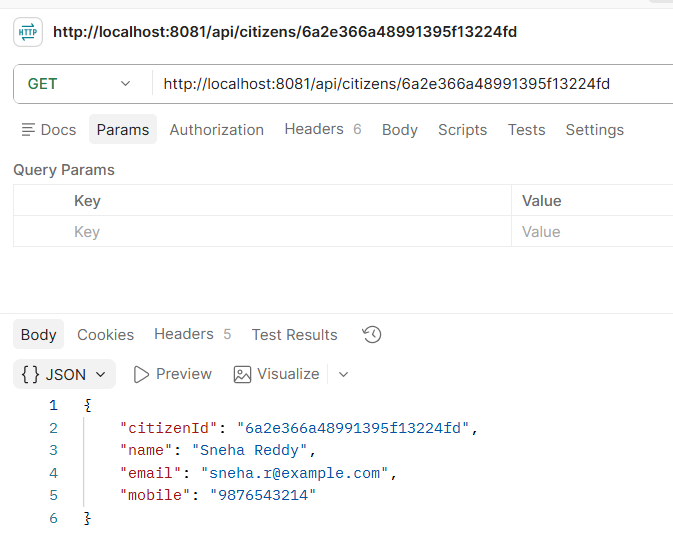 HTTP http://localhost:8081/api/citizens/6a2e366a48991395f13224fd
GET http://localhost:8081/api/citizens/6a2e366a48991395f13224fd
Docs Params Authorization Headers 6 Body Scripts Tests Settings
Query Params
Key Value
Key Value
Body Cookies Headers 5 Test Results
{} JSON Preview Visualize
1 {
2 "citizenId": "6a2e366a48991395f13224fd",
3 "name": "Sneha Reddy",
4 "email": "sneha.r@example.com",
5 "mobile": "9876543214"
6 }